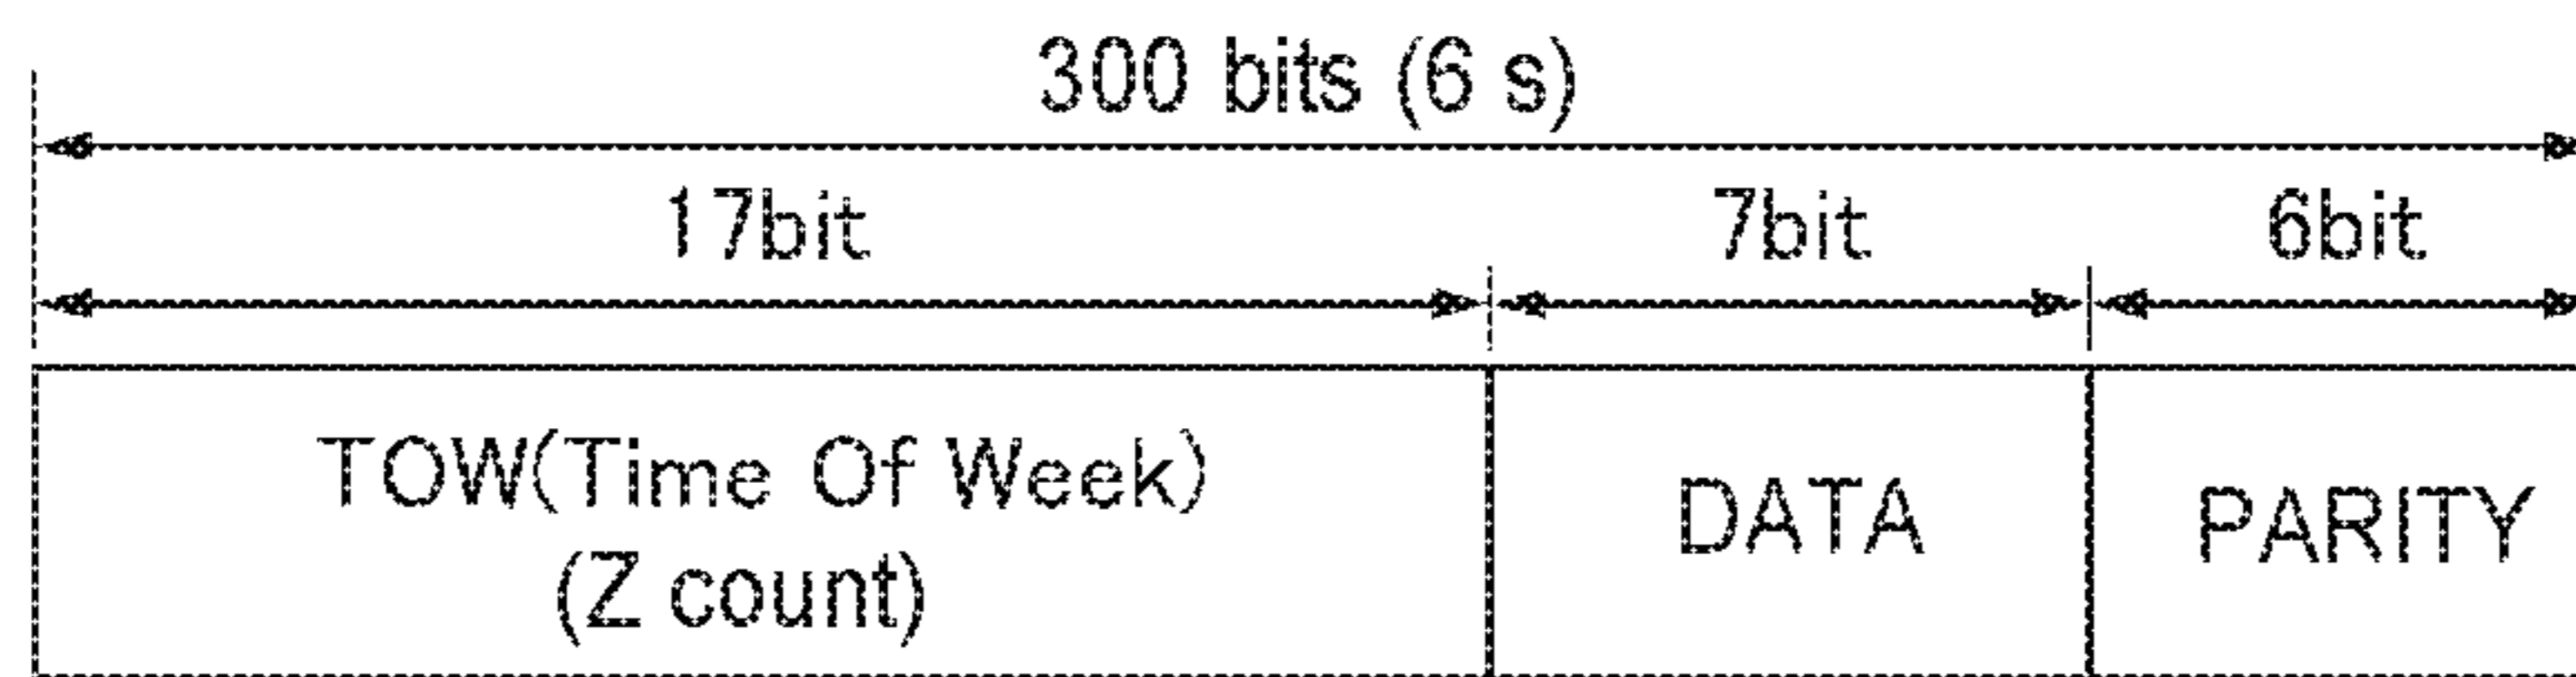 300 bits (6 s)
17bit 7bit 6bit
TOW(Time Of Week)
(Z count)
DATA
PARITY